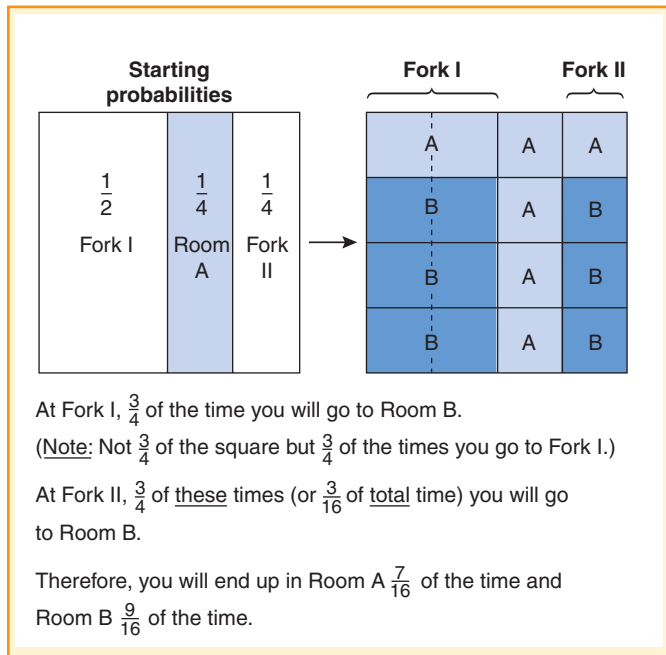 Starting
probabilities
Fork I
Fork II
1/2
Fork I
1/4
Room
A
1/4
Fork
II
A A A
B A B
B A B
B A B
At Fork I, 3/4 of the time you will go to Room B.
(Note: Not 3/4 of the square but 3/4 of the times you go to Fork I.)
At Fork II, 3/4 of these times (or 3/16 of total time) you will go
to Room B.
Therefore, you will end up in Room A 7/16 of the time and
Room B 9/16 of the time.